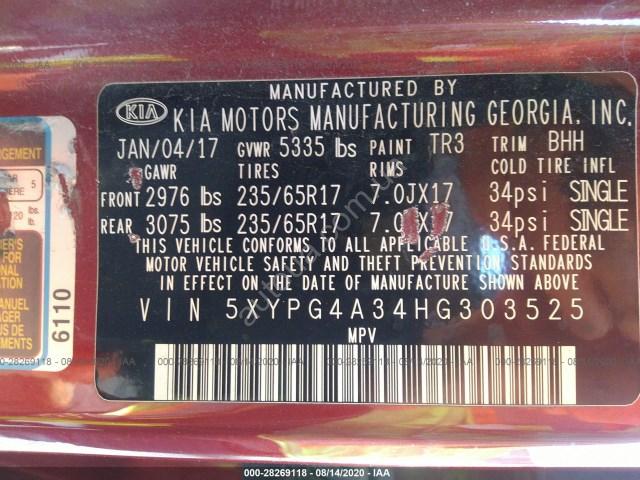 MANUFACTURED BY
KIA KIA MOTORS MANUFACTURING GEORGIA, INC.
JAN/04/17 GVWR 5335 lbs PAINT TR3 TRIM BHH
GAWR TIRES RIMS COLD TIRE INFL
FRONT 2976 lbs 235/65R17 7.0JX17 34psi SINGLE
REAR 3075 lbs 235/65R17 34psi SINGLE
THIS VEHICLE CONFORMS TO ALL APPLICABLE U.S.A. FEDERAL
MOTOR VEHICLE SAFETY AND THEFT PREVENTION STANDARDS
IN EFFECT ON THE DATE OF MANUFACTURE SHOWN ABOVE
VIN 5XYPG4A34HG303525
MPV
6110
000-28269118 - 08/14/2020 - IAA